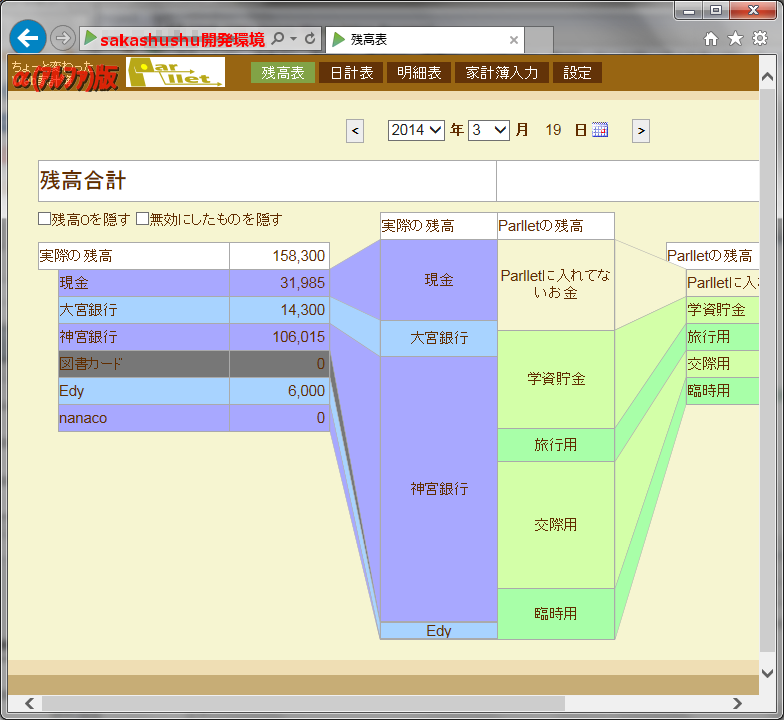 sakashushu開発環境
残高表
ちょっと変わった
α(ｱﾙﾌｧ)版
Parllet
残高表 日計表 明細表 家計簿入力 設定
< 2014 年 3 月 19 日 >
残高合計
残高0を隠す 無効にしたものを隠す
実際の残高 158,300
現金 31,985
大宮銀行 14,300
神宮銀行 106,015
図書カード 0
Edy 6,000
nanaco 0
実際の残高 Parlletの残高
現金
大宮銀行
神宮銀行
Edy
Parlletに入れてな
いお金
学資貯金
旅行用
交際用
臨時用
Parlletの残高
Parlletに入
学資貯金
旅行用
交際用
臨時用